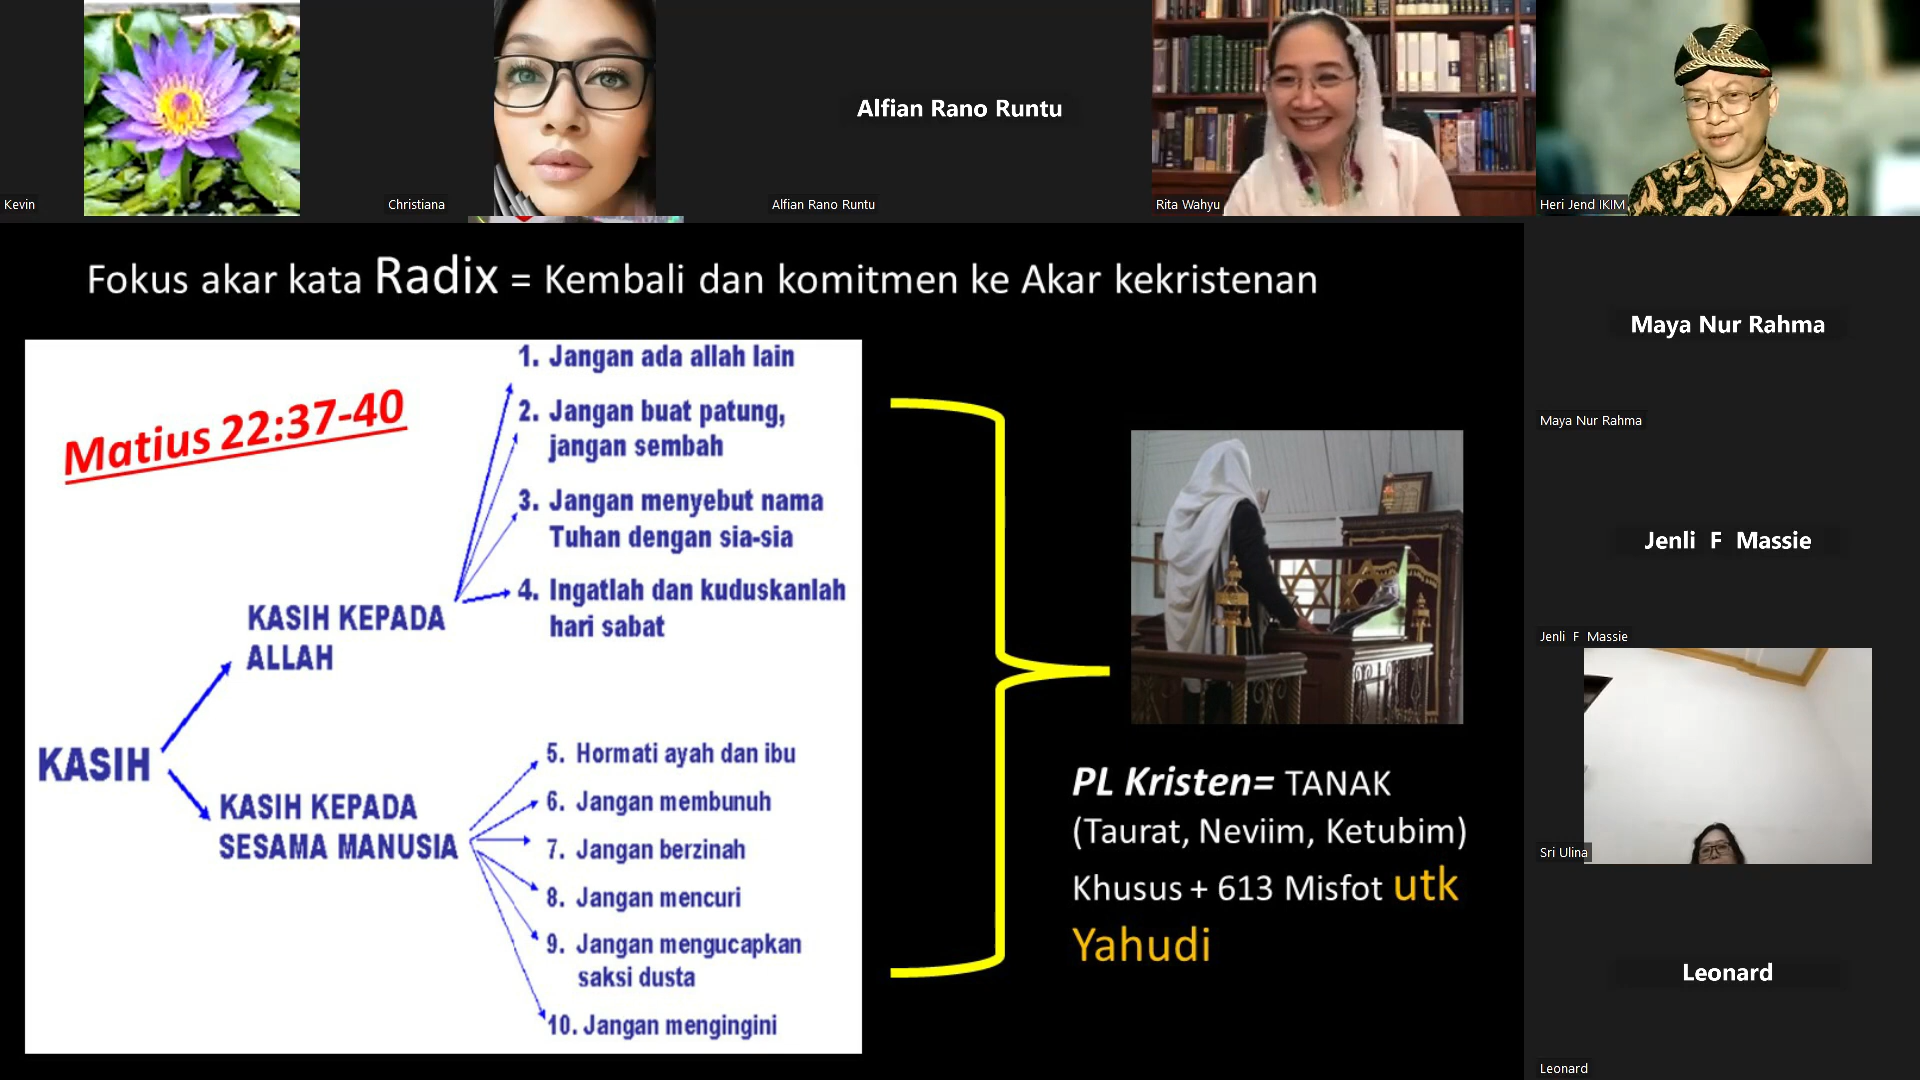 Kevin
Christiana
Alfian Rano Runtu
Alfian Rano Runtu
Rita Wahyu
Heri Jend IKIM
Fokus akar kata Radix = Kembali dan komitmen ke Akar kekristenan
Matius 22:37-40
1. Jangan ada allah lain
2. Jangan buat patung,
jangan sembah
3. Jangan menyebut nama
Tuhan dengan sia-sia
4. Ingatlah dan kuduskanlah
hari sabat
KASIH KEPADA
ALLAH
KASIH
KASIH KEPADA
SESAMA MANUSIA
5. Hormati ayah dan ibu
6. Jangan membunuh
7. Jangan berzinah
8. Jangan mencuri
9. Jangan mengucapkan
saksi dusta
10. Jangan mengingini
PL Kristen= TANAK
(Taurat, Neviim, Ketubim)
Khusus + 613 Misfot utk
Yahudi
Maya Nur Rahma
Maya Nur Rahma
Jenli F Massie
Jenli F Massie
Sri Ulina
Leonard
Leonard